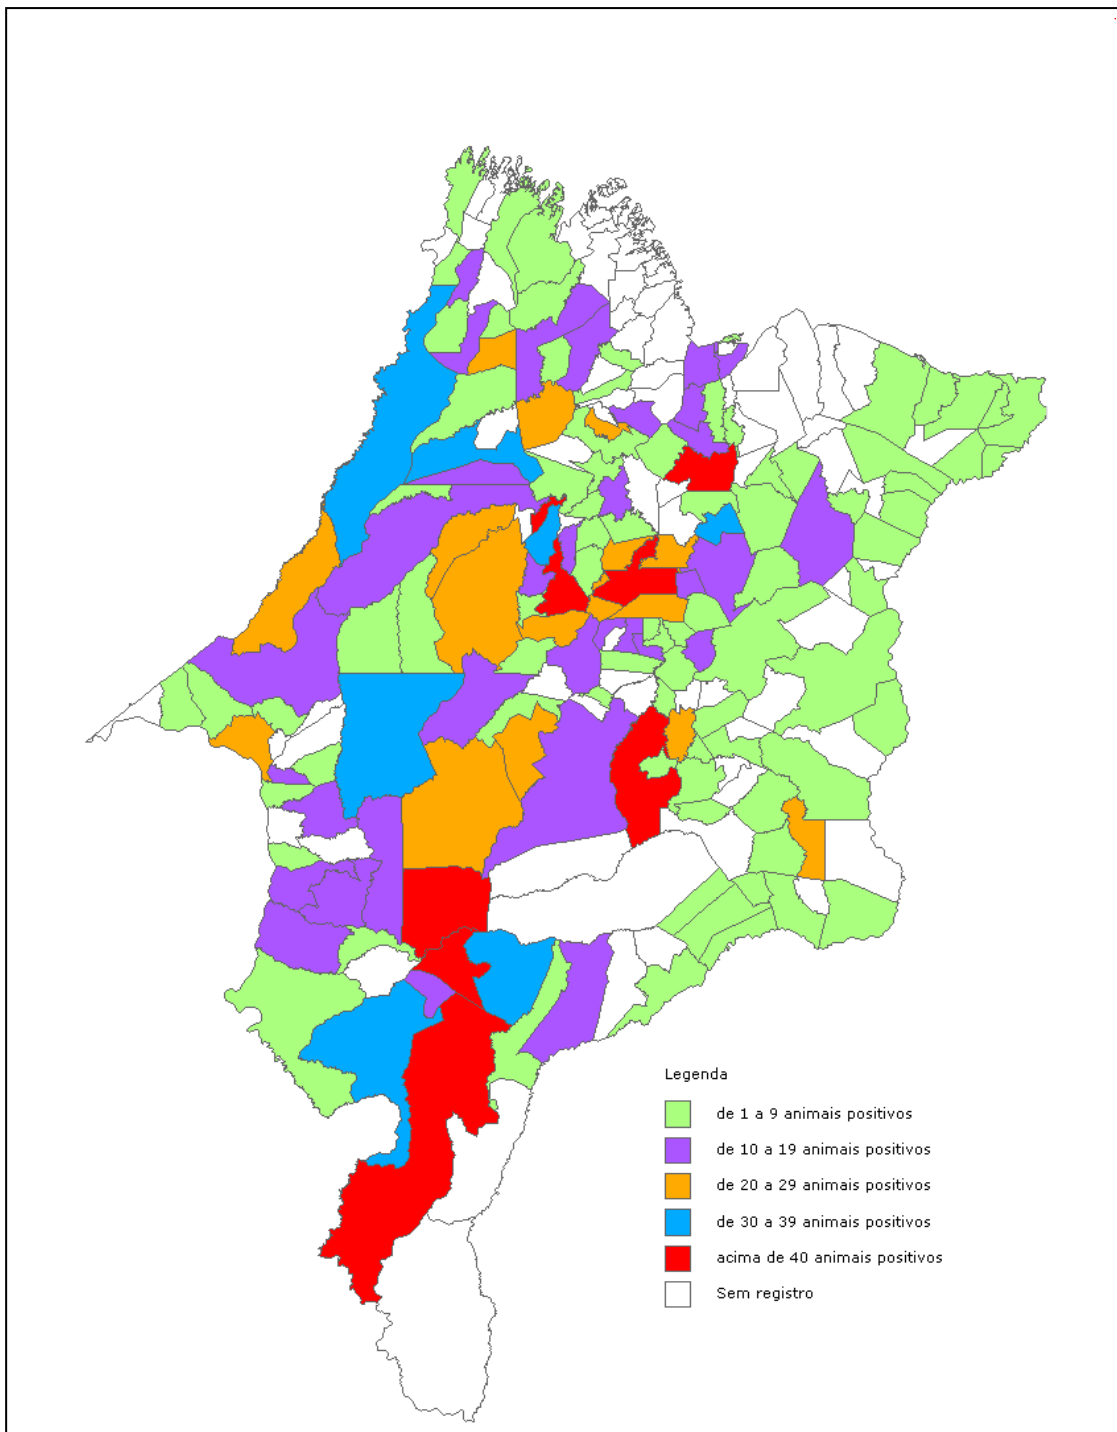 Legenda
de 1 a 9 animais positivos
de 10 a 19 animais positivos
de 20 a 29 animais positivos
de 30 a 39 animais positivos
acima de 40 animais positivos
Sem registro